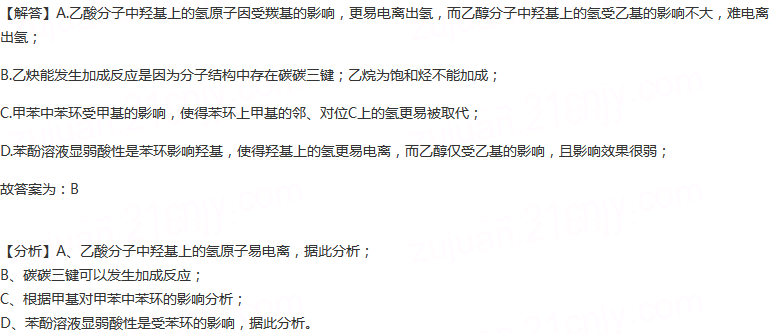 【解答】A.乙酸分子中羟基上的氢原子因受羰基的影响，更易电离出氢，而乙醇分子中羟基上的氢受乙基的影响不大，难电离
出氢；
B.乙炔能发生加成反应是因为分子结构中存在碳碳三键；乙烷为饱和烃不能加成；
C.甲苯中苯环受甲基的影响，使得苯环上甲基的邻、对位C上的氢更易被取代；
D.苯酚溶液显弱酸性是苯环影响羟基，使得羟基上的氢更易电离，而乙醇仅受乙基的影响，且影响效果很弱；
故答案为：B
【分析】A、乙酸分子中羟基上的氢原子易电离，据此分析；
B、碳碳三键可以发生加成反应；
C、根据甲基对甲苯中苯环的影响分析；
D、苯酚溶液显弱酸性是受苯环的影响，据此分析。